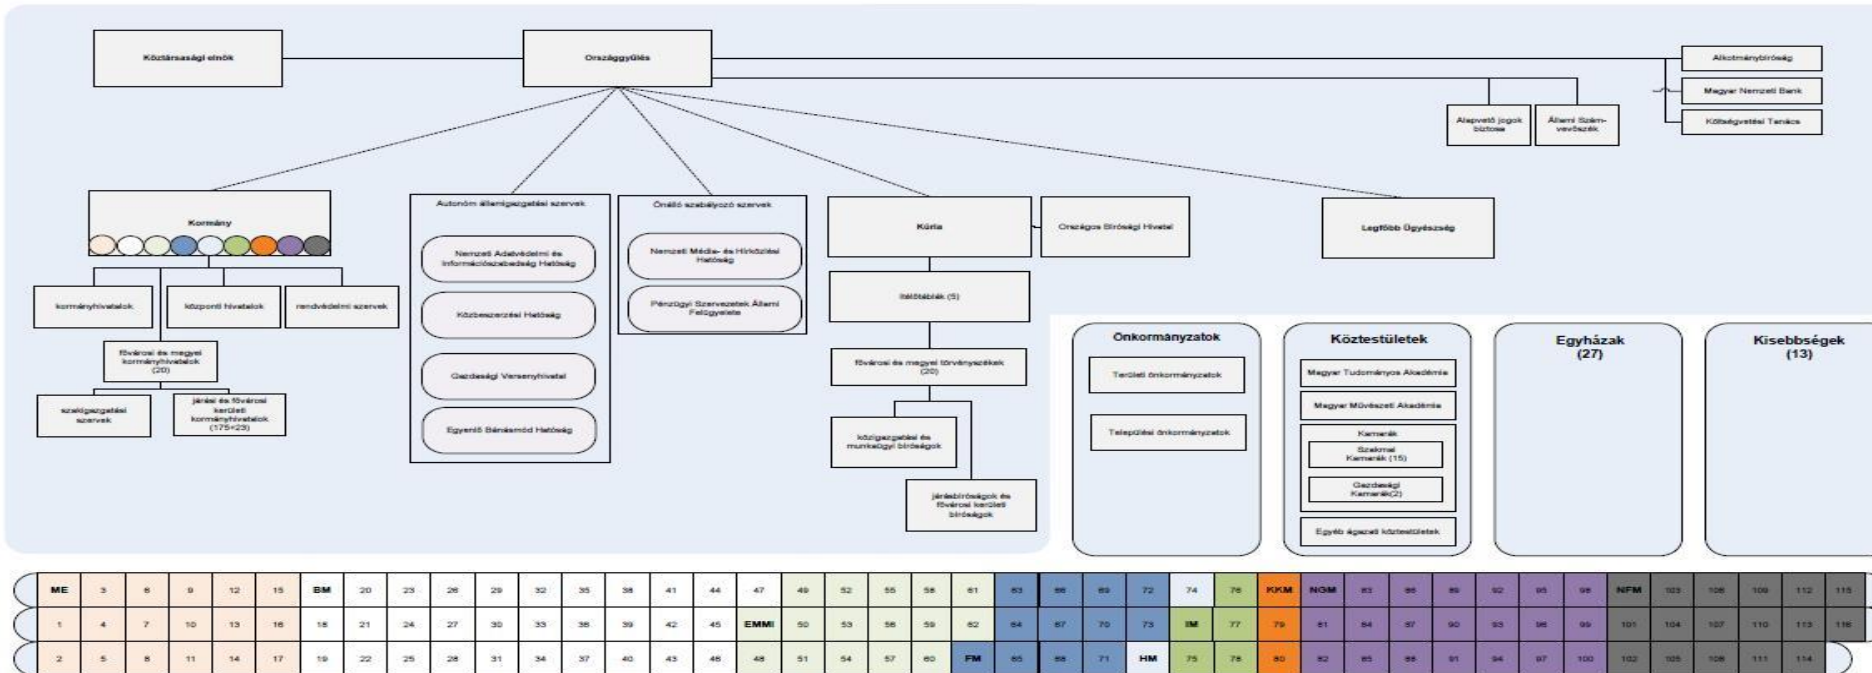 Köztársasági elnök
Országgyűlés
Alkotmánybíróság
Magyar Nemzeti Bank
Költségvetési Tanács
Alapvető jogok
biztosa
Állami Szám-
vevőszék
Kormány
Autonóm államigazgatási szervek
Önálló szabályozó szervek
Kúria
Országos Bírósági Hivatal
Legfőbb Ügyészség
Nemzeti Adatvédelmi és
Információszabadság Hatóság
Közbeszerzési Hatóság
Gazdasági Versenyhivatal
Egyenlő Bánásmód Hatóság
Nemzeti Média- és Hírközlési
Hatóság
Pénzügyi Szervezetek Állami
Felügyelete
kormányhivatalok
központi hivatalok
rendvédelmi szervek
fővárosi és megyei
kormányhivatalok
(20)
szakigazgatási
szervek
járási és fővárosi
kerületi
kormányhivatalok
(175+23)
Ítélőtáblák (5)
fővárosi és megyei törvényszékek
(20)
közigazgatási és
munkaügyi bíróságok
járásbíróságok és
fővárosi kerületi
bíróságok
Önkormányzatok
Területi önkormányzatok
Települési önkormányzatok
Köztestületek
Magyar Tudományos Akadémia
Magyar Művészeti Akadémia
Kamarák
Szakmai
Kamarák (15)
Gazdasági
Kamarák(2)
Egyéb ágazati köztestületek
Egyházak
(27)
Kisebbségek
(13)
ME 3 6 9 12 15 BM 20 23 26 29 32 35 38 41 44 47 49 52 55 58 61 63 66 69 72 74 76 KKM NGM 83 86 89 92 95 98 NFM 103 106 109 112 115
1 4 7 10 13 16 18 21 24 27 30 33 36 39 42 45 EMMI 50 53 56 59 62 64 67 70 73 IM 77 79 81 84 87 90 93 96 99 101 104 107 110 113 116
2 5 8 11 14 17 19 22 25 28 31 34 37 40 43 46 48 51 54 57 60 FM 65 68 71 HM 75 78 80 82 85 88 91 94 97 100 102 105 108 111 114